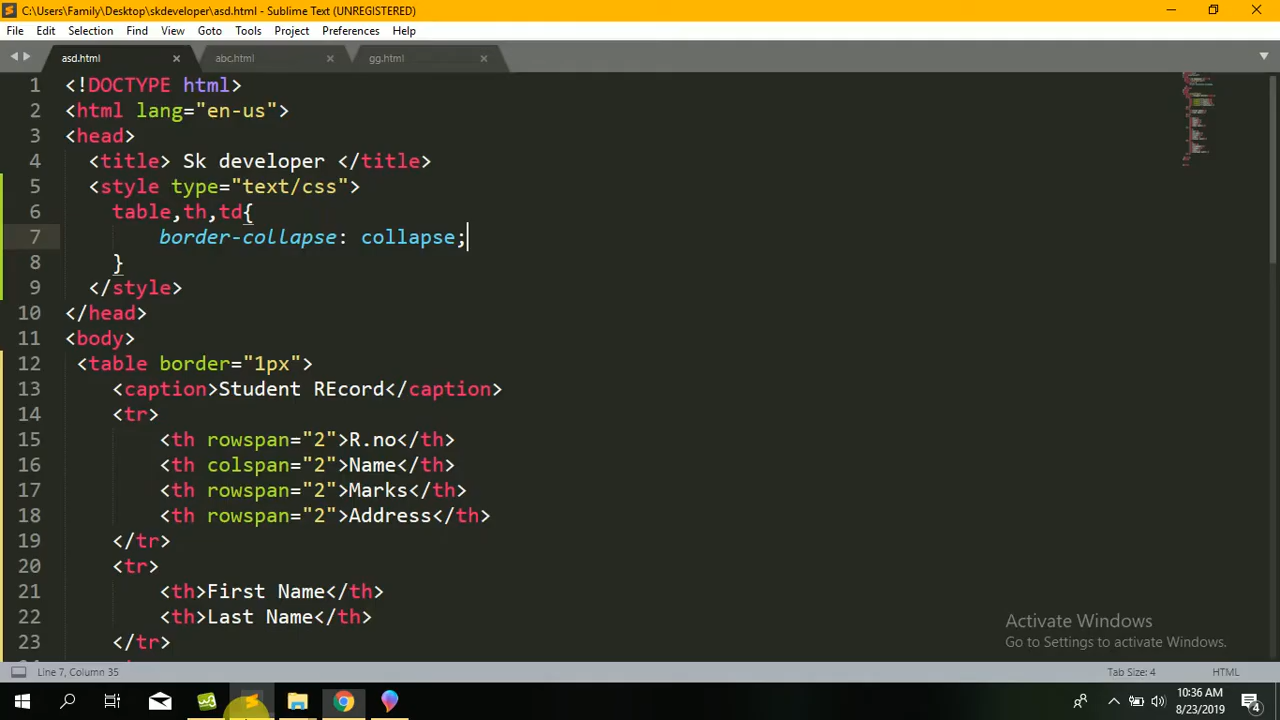 C:\Users\Family\Desktop\skdeveloper\asd.html - Sublime Text (UNREGISTERED)
File Edit Selection Find View Goto Tools Project Preferences Help
asd.html abc.html gg.html
1 <!DOCTYPE html>
2 <html lang="en-us">
3 <head>
4 <title> Sk developer </title>
5 <style type="text/css">
6 table,th,td{
7 border-collapse: collapse;
8 }
9 </style>
10 </head>
11 <body>
12 <table border="1px">
13 <caption>Student REcord</caption>
14 <tr>
15 <th rowspan="2">R.no</th>
16 <th colspan="2">Name</th>
17 <th rowspan="2">Marks</th>
18 <th rowspan="2">Address</th>
19 </tr>
20 <tr>
21 <th>First Name</th>
22 <th>Last Name</th>
23 </tr>
Activate Windows
Go to Settings to activate Windows.
Line 7, Column 35 Tab Size: 4 HTML
10:36 AM
8/23/2019
4